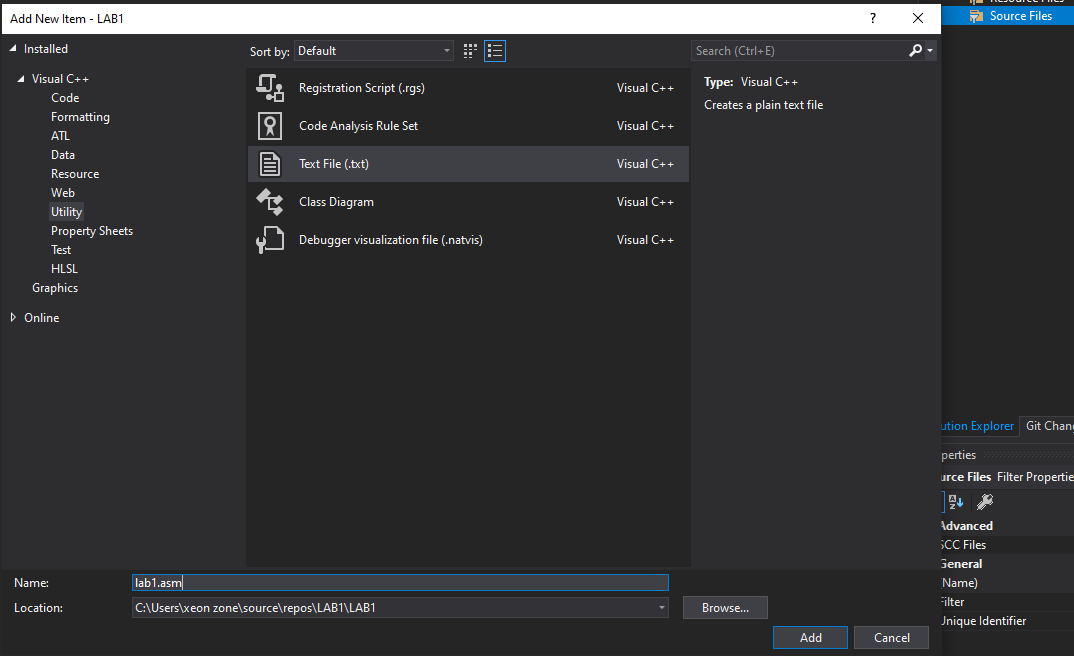 Add New Item - LAB1
?
Source Files
Installed
Visual C++
Code
Formatting
ATL
Data
Resource
Web
Utility
Property Sheets
Test
HLSL
Graphics
Online
Sort by: Default
Registration Script (.rgs) Visual C++
Code Analysis Rule Set Visual C++
Text File (.txt) Visual C++
Class Diagram Visual C++
Debugger visualization file (.natvis) Visual C++
Search (Ctrl+E)
Type: Visual C++
Creates a plain text file
ution Explorer Git Chang
perties
urce Files Filter Propertie
Advanced
SCC Files
General
(Name)
Filter
Unique Identifier
Name: lab1.asm
Location: C:\Users\xeon zone\source\repos\LAB1\LAB1
Browse...
Add Cancel